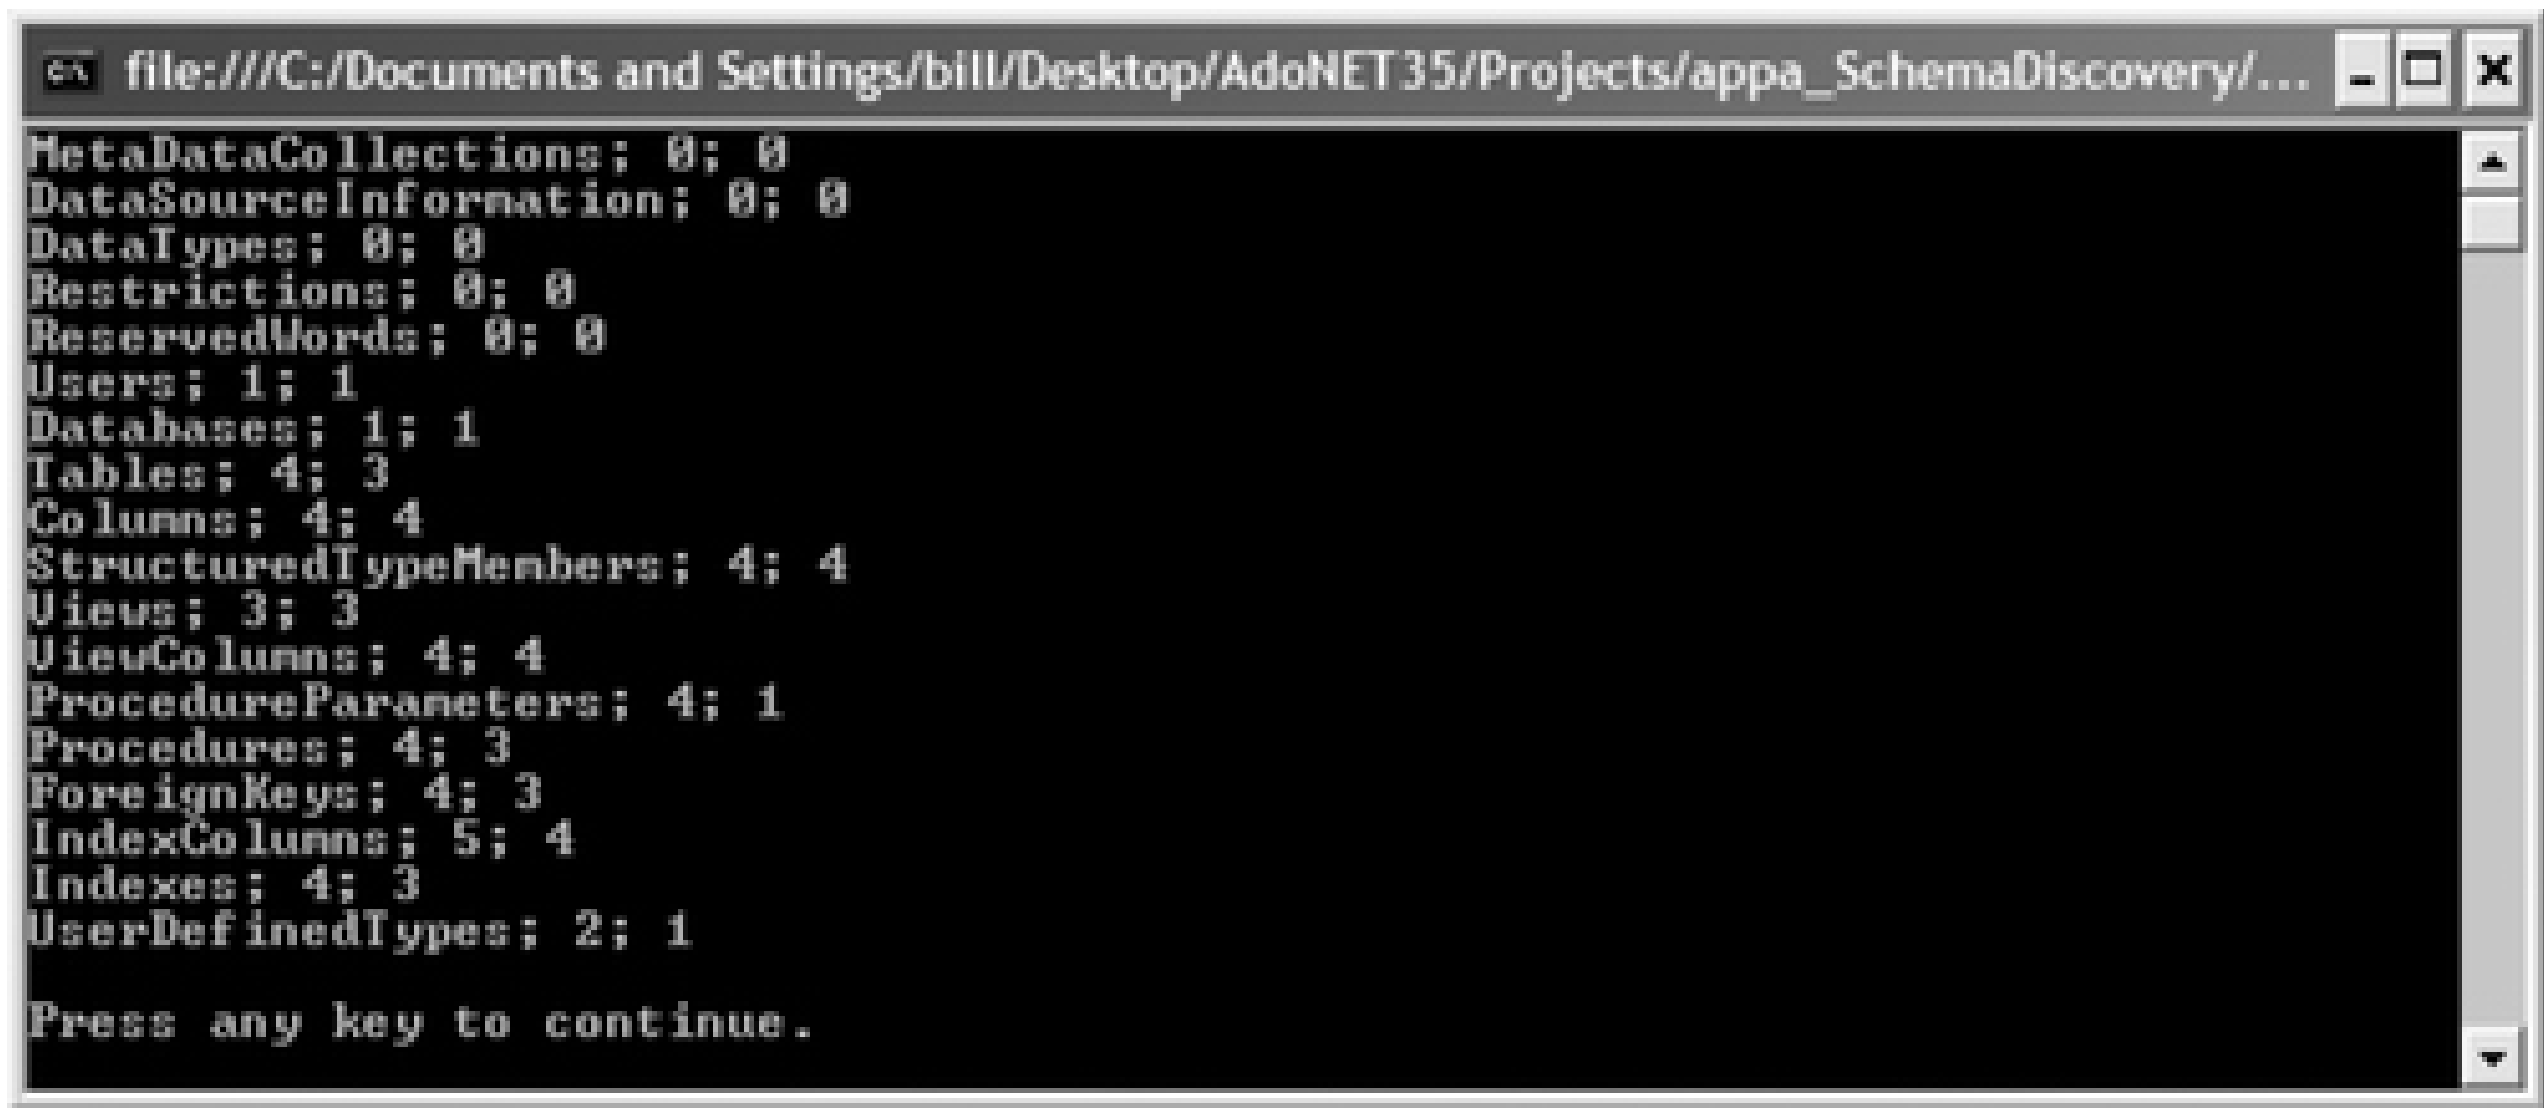 file:///C:/Documents and Settings/bill/Desktop/AdoNET35/Projects/appa_SchemaDiscovery/...
MetaDataCollections; 0; 0
DataSourceInformation; 0; 0
DataTypes; 0; 0
Restrictions; 0; 0
ReservedWords; 0; 0
Users; 1; 1
Databases; 1; 1
Tables; 4; 3
Columns; 4; 4
StructuredTypeMembers; 4; 4
Views; 3; 3
ViewColumns; 4; 4
ProcedureParameters; 4; 1
Procedures; 4; 3
ForeignKeys; 4; 3
IndexColumns; 5; 4
Indexes; 4; 3
UserDefinedTypes; 2; 1
Press any key to continue.